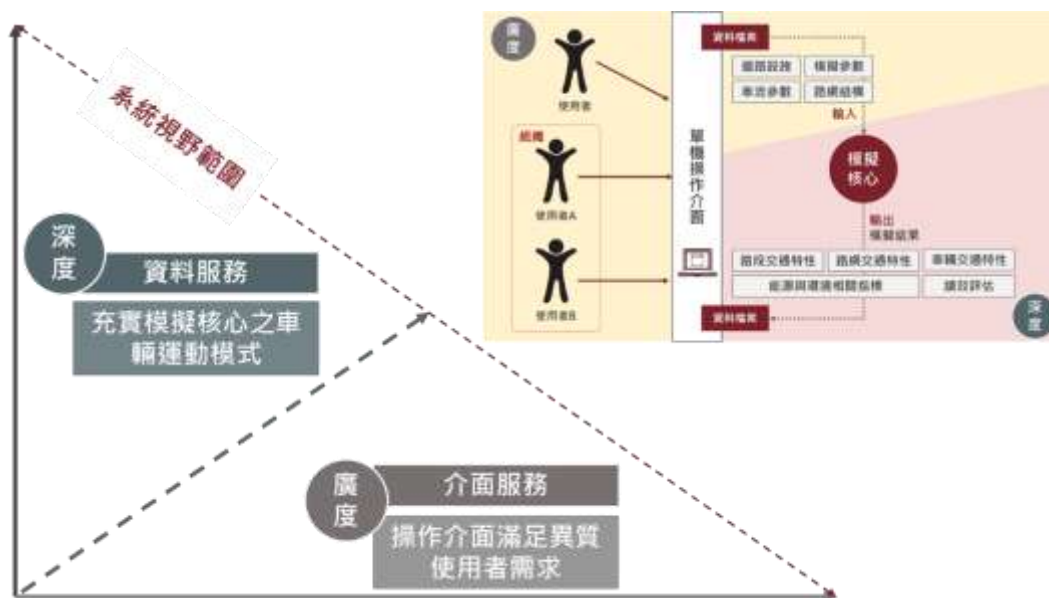 系統視野範圍
深度
資料服務
充實模擬核心之車
輛運動模式
廣度
介面服務
操作介面滿足異質
使用者需求
廣度
使用者
組織
使用者A
使用者B
單機操作介面
資料檔案
道路設施
模擬參數
車流參數
路網結構
輸入
模擬
核心
輸出
模擬結果
路段交通特性
路網交通特性
車輛交通特性
能源與環境相關指標
績效評估
資料檔案
深度